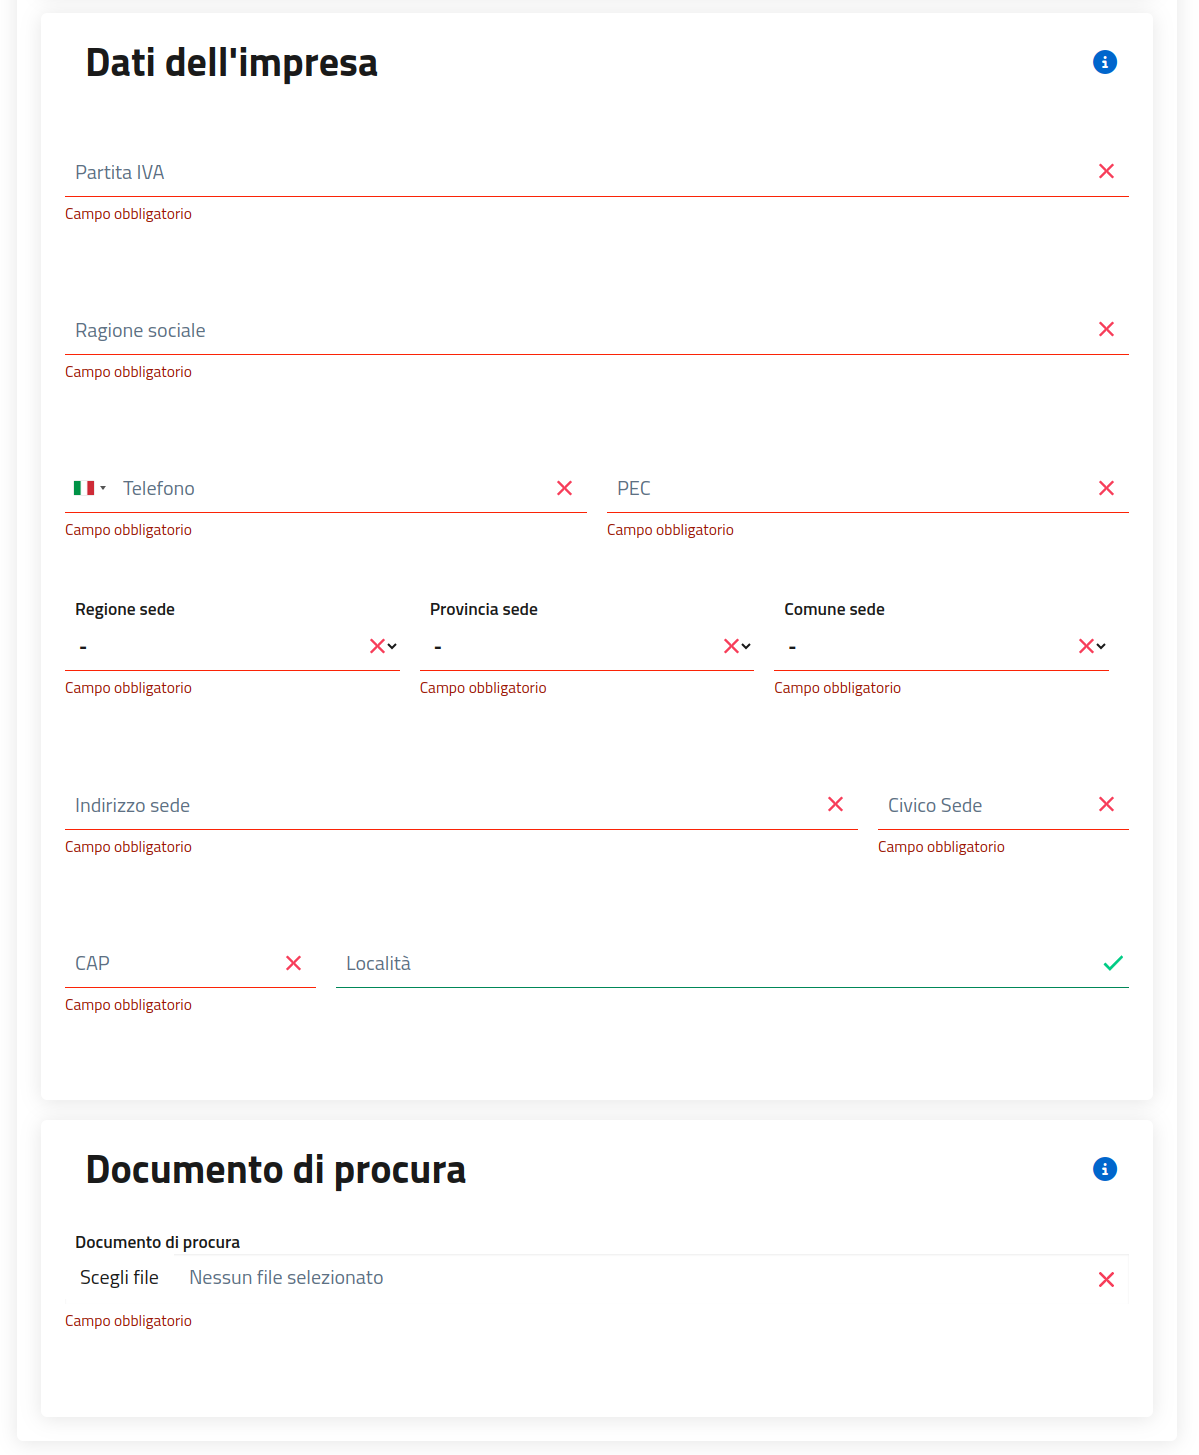 Dati dell'impresa
Partita IVA
Campo obbligatorio
Ragione sociale
Campo obbligatorio
Telefono PEC
Campo obbligatorio Campo obbligatorio
Regione sede Provincia sede Comune sede
- - -
Campo obbligatorio Campo obbligatorio Campo obbligatorio
Indirizzo sede Civico Sede
Campo obbligatorio Campo obbligatorio
CAP Località
Campo obbligatorio
Documento di procura
Documento di procura
Scegli file Nessun file selezionato
Campo obbligatorio